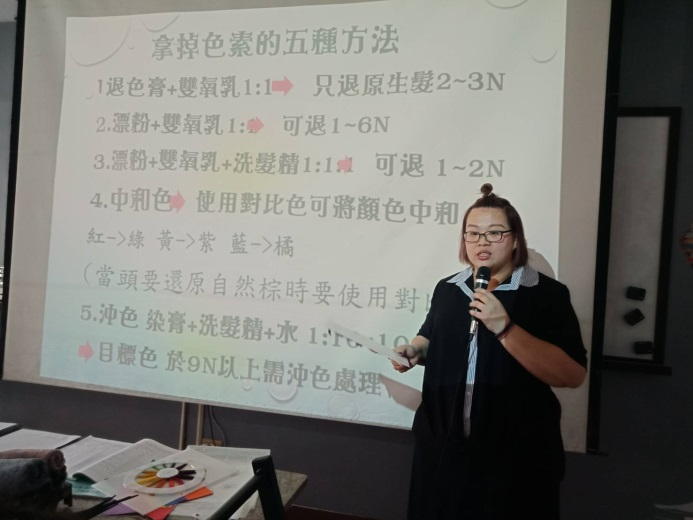 拿掉色素的五種方法
1退色膏+雙氧乳1:1➡ 只退原生髮2~3N
2.漂粉+雙氧乳1: ➡ 可退1~6N
3.漂粉+雙氧乳+洗髮精1:1:1➡ 可退 1~2N
4.中和色➡ 使用對比色可將顏色中和
紅->綠 黃->紫 藍->橘
(當頭要還原自然棕時要使用對
5.沖色 染膏+洗髮精+水 1:10
➡目標色 於9N以上需沖色處理